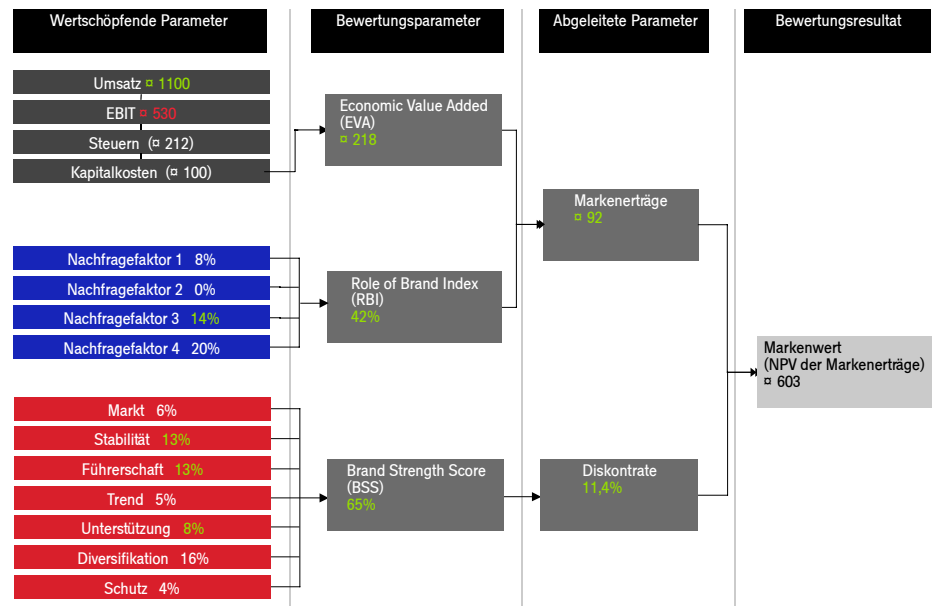 Wertschöpfende Parameter
Bewertungsparameter
Abgeleitete Parameter
Bewertungsresultat
Umsatz ¤ 1100
EBIT ¤ 530
Steuern (¤ 212)
Kapitalkosten (¤ 100)
Economic Value Added
(EVA)
¤ 218
Markenerträge
¤ 92
Nachfragefaktor 1 8%
Nachfragefaktor 2 0%
Nachfragefaktor 3 14%
Nachfragefaktor 4 20%
Role of Brand Index
(RBI)
42%
Markenwert
(NPV der Markenerträge)
¤ 603
Markt 6%
Stabilität 13%
Führerschaft 13%
Trend 5%
Unterstützung 8%
Diversifikation 16%
Schutz 4%
Brand Strength Score
(BSS)
65%
Diskontrate
11,4%